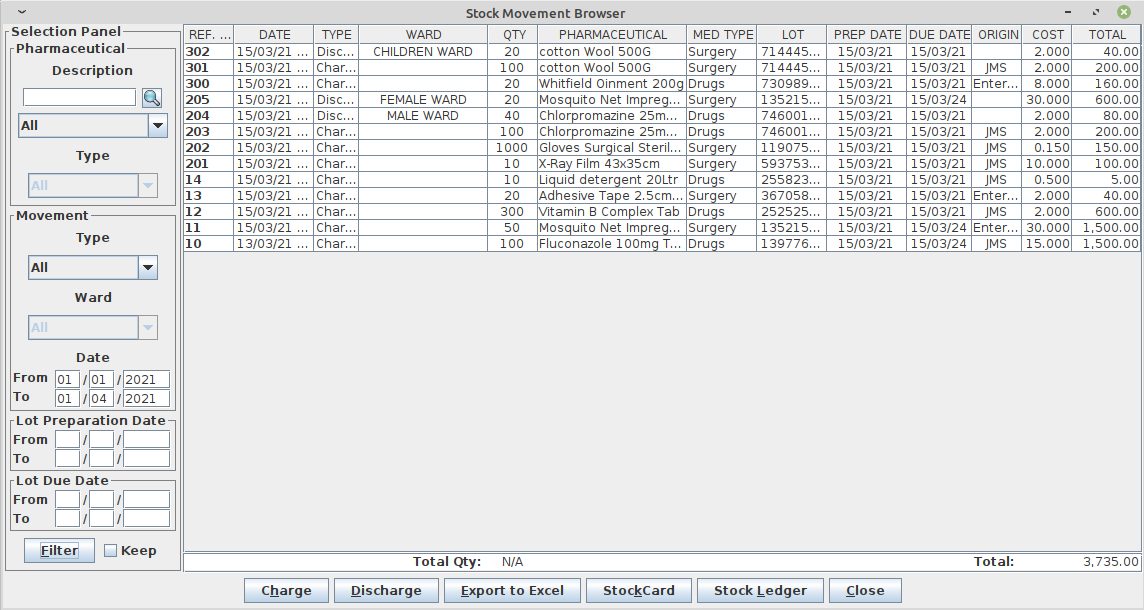 Stock Movement Browser
Selection Panel
Pharmaceutical
Description
All
Type
All
Movement
Type
All
Ward
All
Date
From 01 / 01 / 2021
To 01 / 04 / 2021
Lot Preparation Date
From / /
To / /
Lot Due Date
From / /
To / /
Filter Keep
REF. ... DATE TYPE WARD QTY PHARMACEUTICAL MED TYPE LOT PREP DATE DUE DATE ORIGIN COST TOTAL
302 15/03/21 ... Disc... CHILDREN WARD 20 cotton Wool 500G Surgery 714445... 15/03/21 15/03/21 2.000 40.00
301 15/03/21 ... Char... 100 cotton Wool 500G Surgery 714445... 15/03/21 15/03/21 JMS 2.000 200.00
300 15/03/21 ... Char... 20 Whitfield Oinment 200g Drugs 730989... 15/03/21 15/03/21 Enter... 8.000 160.00
205 15/03/21 ... Disc... FEMALE WARD 20 Mosquito Net Impreg... Surgery 135215... 15/03/21 15/03/24 30.000 600.00
204 15/03/21 ... Disc... MALE WARD 40 Chlorpromazine 25m... Drugs 746001... 15/03/21 15/03/21 2.000 80.00
203 15/03/21 ... Char... 100 Chlorpromazine 25m... Drugs 746001... 15/03/21 15/03/21 JMS 2.000 200.00
202 15/03/21 ... Char... 1000 Gloves Surgical Steril... Surgery 119075... 15/03/21 15/03/21 JMS 0.150 150.00
201 15/03/21 ... Char... 10 X-Ray Film 43x35cm Surgery 593753... 15/03/21 15/03/21 JMS 10.000 100.00
14 15/03/21 ... Char... 10 Liquid detergent 20Ltr Drugs 255823... 15/03/21 15/03/21 JMS 0.500 5.00
13 15/03/21 ... Char... 20 Adhesive Tape 2.5cm... Surgery 367058... 15/03/21 15/03/21 Enter... 2.000 40.00
12 15/03/21 ... Char... 300 Vitamin B Complex Tab Drugs 252525... 15/03/21 15/03/21 JMS 2.000 600.00
11 15/03/21 ... Char... 50 Mosquito Net Impreg... Surgery 135215... 15/03/21 15/03/24 Enter... 30.000 1,500.00
10 13/03/21 ... Char... 100 Fluconazole 100mg T... Drugs 139776... 15/03/21 15/03/24 JMS 15.000 1,500.00
Total Qty: N/A Total: 3,735.00
Charge Discharge Export to Excel StockCard Stock Ledger Close